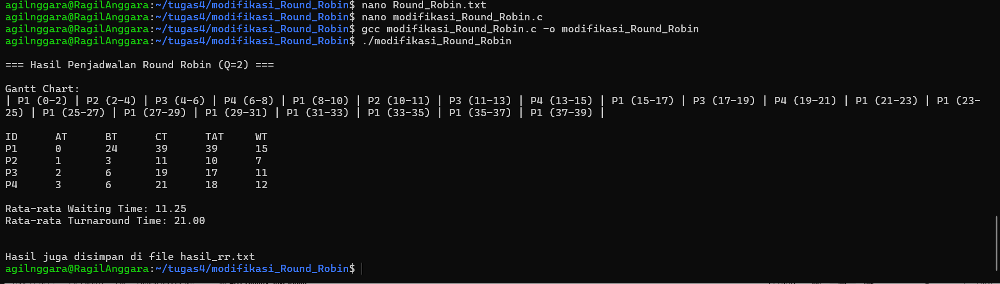 agilnggara@RagilAnggara:~/tugas4/modifikasi_Round_Robin$ nano Round_Robin.txt
agilnggara@RagilAnggara:~/tugas4/modifikasi_Round_Robin$ nano modifikasi_Round_Robin.c
agilnggara@RagilAnggara:~/tugas4/modifikasi_Round_Robin$ gcc modifikasi_Round_Robin.c -o modifikasi_Round_Robin
agilnggara@RagilAnggara:~/tugas4/modifikasi_Round_Robin$ ./modifikasi_Round_Robin
=== Hasil Penjadwalan Round Robin (Q=2) ===
Gantt Chart:
| P1 (0-2) | P2 (2-4) | P3 (4-6) | P4 (6-8) | P1 (8-10) | P2 (10-11) | P3 (11-13) | P4 (13-15) | P1 (15-17) | P3 (17-19) | P4 (19-21) | P1 (21-23) | P1 (23-
25) | P1 (25-27) | P1 (27-29) | P1 (29-31) | P1 (31-33) | P1 (33-35) | P1 (35-37) | P1 (37-39) |
ID AT BT CT TAT WT
P1 0 24 39 39 15
P2 1 3 11 10 7
P3 2 6 19 17 11
P4 3 6 21 18 12
Rata-rata Waiting Time: 11.25
Rata-rata Turnaround Time: 21.00
Hasil juga disimpan di file hasil_rr.txt
agilnggara@RagilAnggara:~/tugas4/modifikasi_Round_Robin$